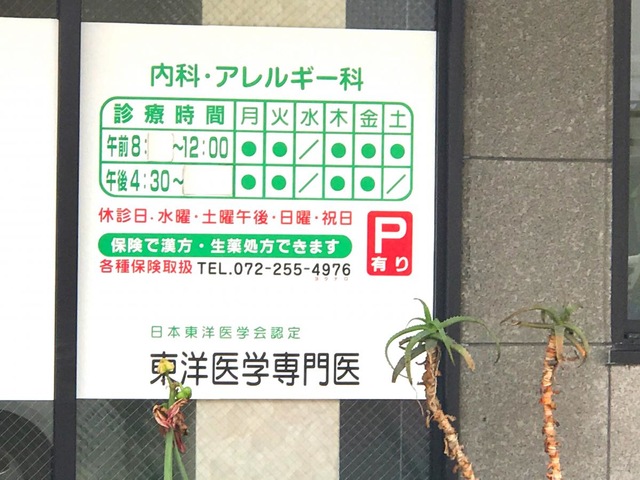 内科・アレルギー科
診療時間 月 火 水 木 金 土
午前8: ～12:00 ● ● ／ ● ● ●
午後4:30～ ● ● ／ ● ● ／
休診日．水曜・土曜午後・日曜・祝日
保険で漢方・生薬処方できます
各種保険取扱 TEL.072-255-4976
P
有り
日本東洋医学会認定
東洋医学専門医